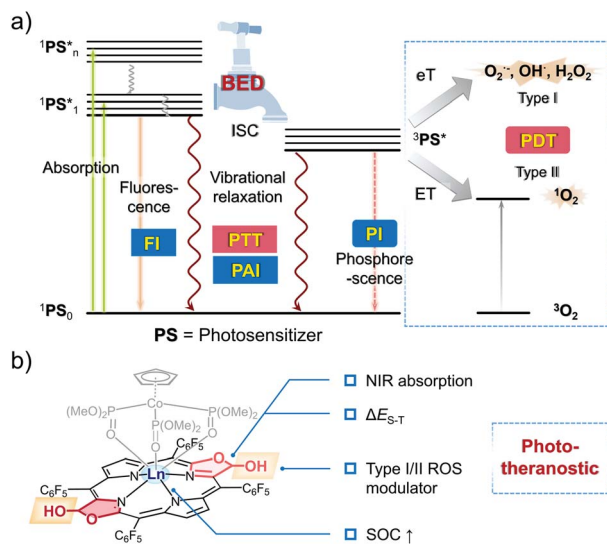 a)
¹PS*n
BED
eT
O₂·⁻, OH·, H₂O₂
Type I
¹PS*₁
ISC
³PS*
PDT
Absorption
Type II
ET
¹O₂
Fluores-
cence
Vibrational
relaxation
FI
PTT
PAI
PI
Phosphore
-scence
¹PS₀
³O₂
PS = Photosensitizer
b)
Co
(MeO)₂P
P(OMe)₂
P(OMe)₂
O
O
O
C₆F₅
O
OH
C₆F₅
Ln
N
N
N
N
C₆F₅
HO
O
C₆F₅
NIR absorption
ΔE S-T
Type I/II ROS
modulator
SOC ↑
Photo-
theranostic